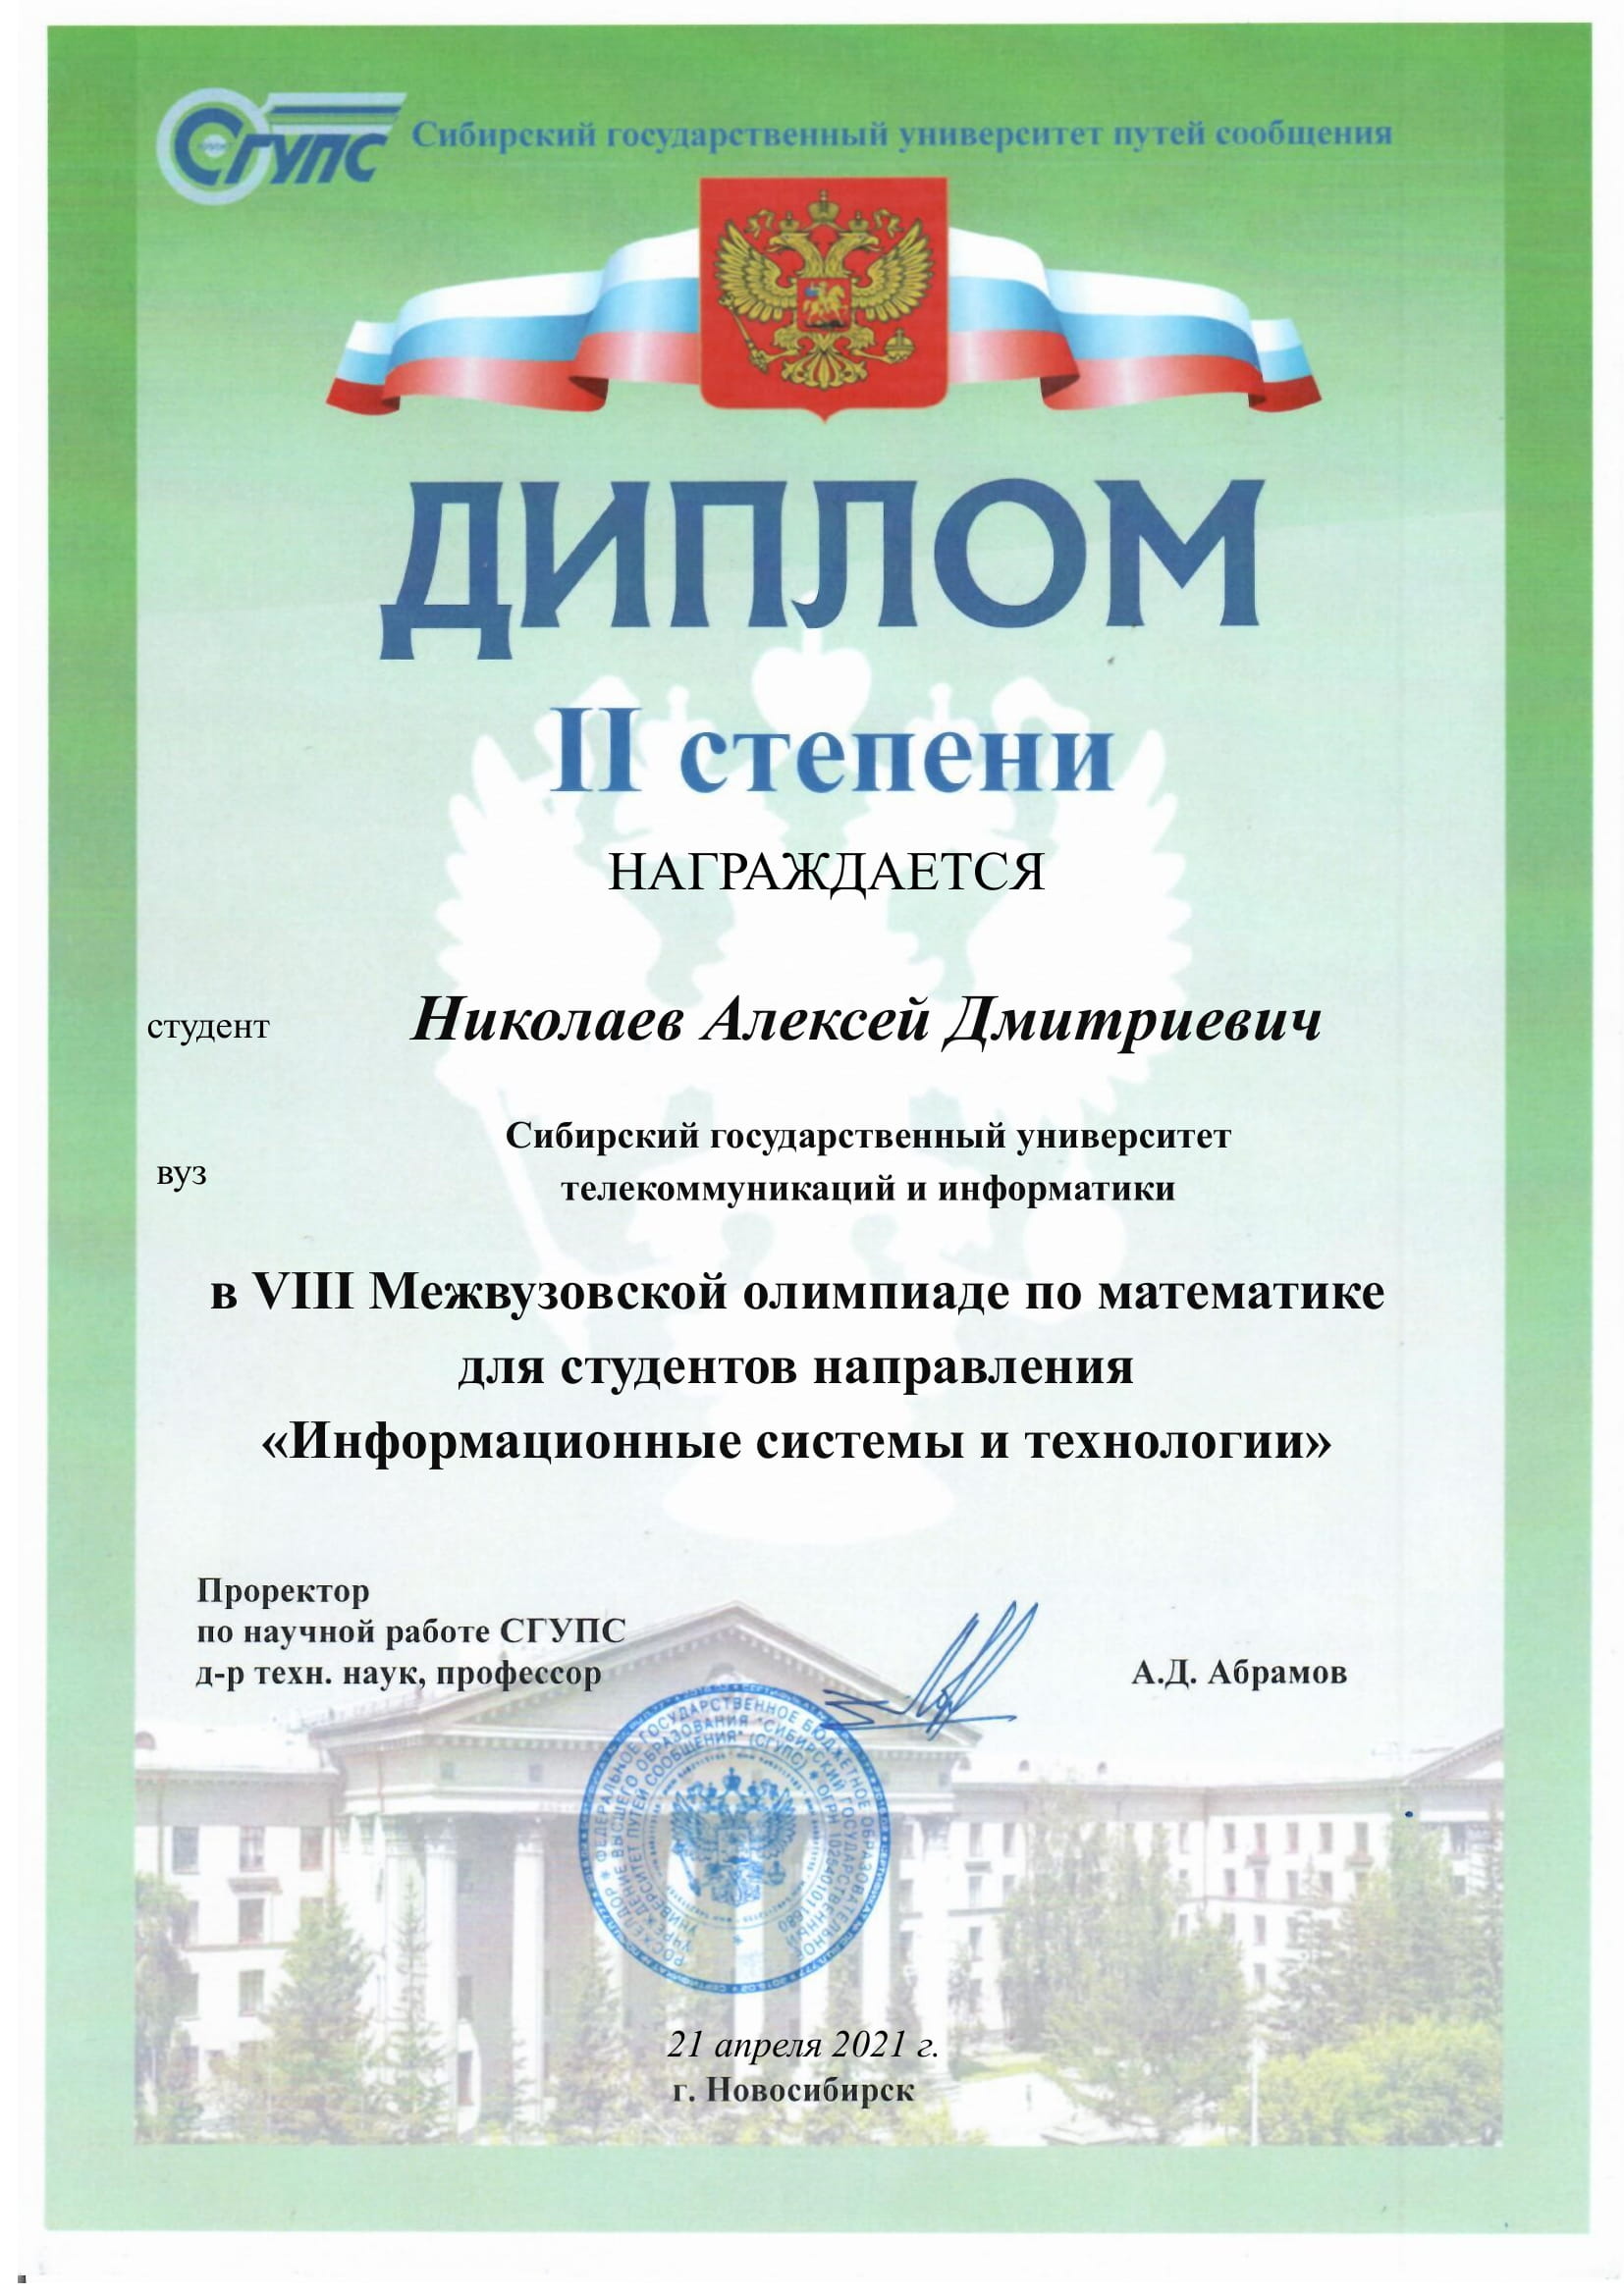 СГУПС Сибирский государственный университет путей сообщения
ДИПЛОМ
II степени
НАГРАЖДАЕТСЯ
студент Николаев Алексей Дмитриевич
вуз
Сибирский государственный университет
телекоммуникаций и информатики
в VIII Межвузовской олимпиаде по математике
для студентов направления
«Информационные системы и технологии»
Проректор
по научной работе СГУПС
д-р техн. наук, профессор А.Д. Абрамов
ФЕДЕРАЛЬНОЕ ГОСУДАРСТВЕННОЕ БЮДЖЕТНОЕ ОБРАЗОВАТЕЛЬНОЕ
УЧРЕЖДЕНИЕ ВЫСШЕГО ОБРАЗОВАНИЯ "СИБИРСКИЙ ГОСУДАРСТВЕННЫЙ
УНИВЕРСИТЕТ ПУТЕЙ СООБЩЕНИЯ" (СГУПС)
21 апреля 2021 г.
г. Новосибирск